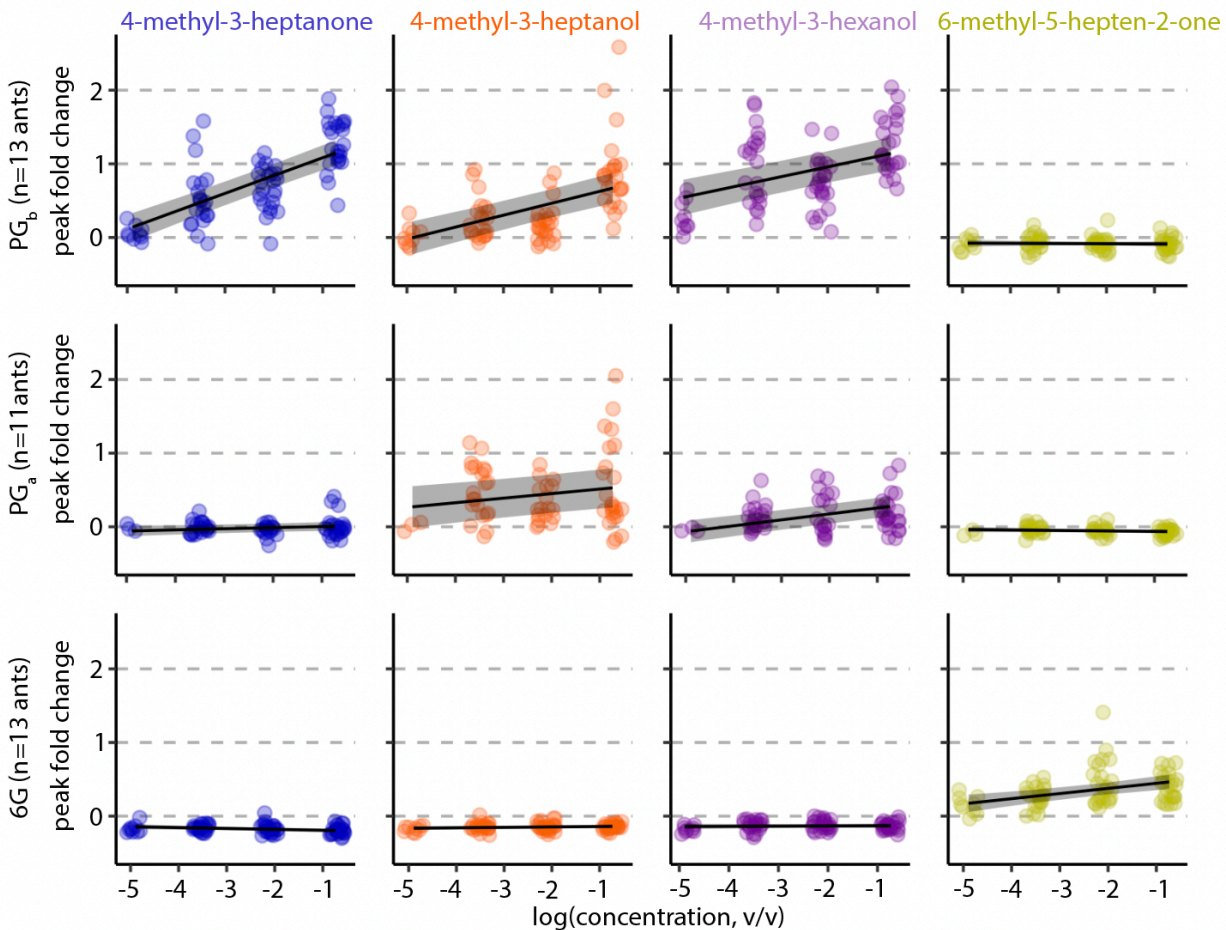 4-methyl-3-heptanone 4-methyl-3-heptanol 4-methyl-3-hexanol 6-methyl-5-hepten-2-one
PGb (n=13 ants)
peak fold change
2
1
0
PGa (n=11ants)
peak fold change
2
1
0
6G (n=13 ants)
peak fold change
2
1
0
-5 -4 -3 -2 -1 -5 -4 -3 -2 -1 -5 -4 -3 -2 -1 -5 -4 -3 -2 -1
log(concentration, v/v)